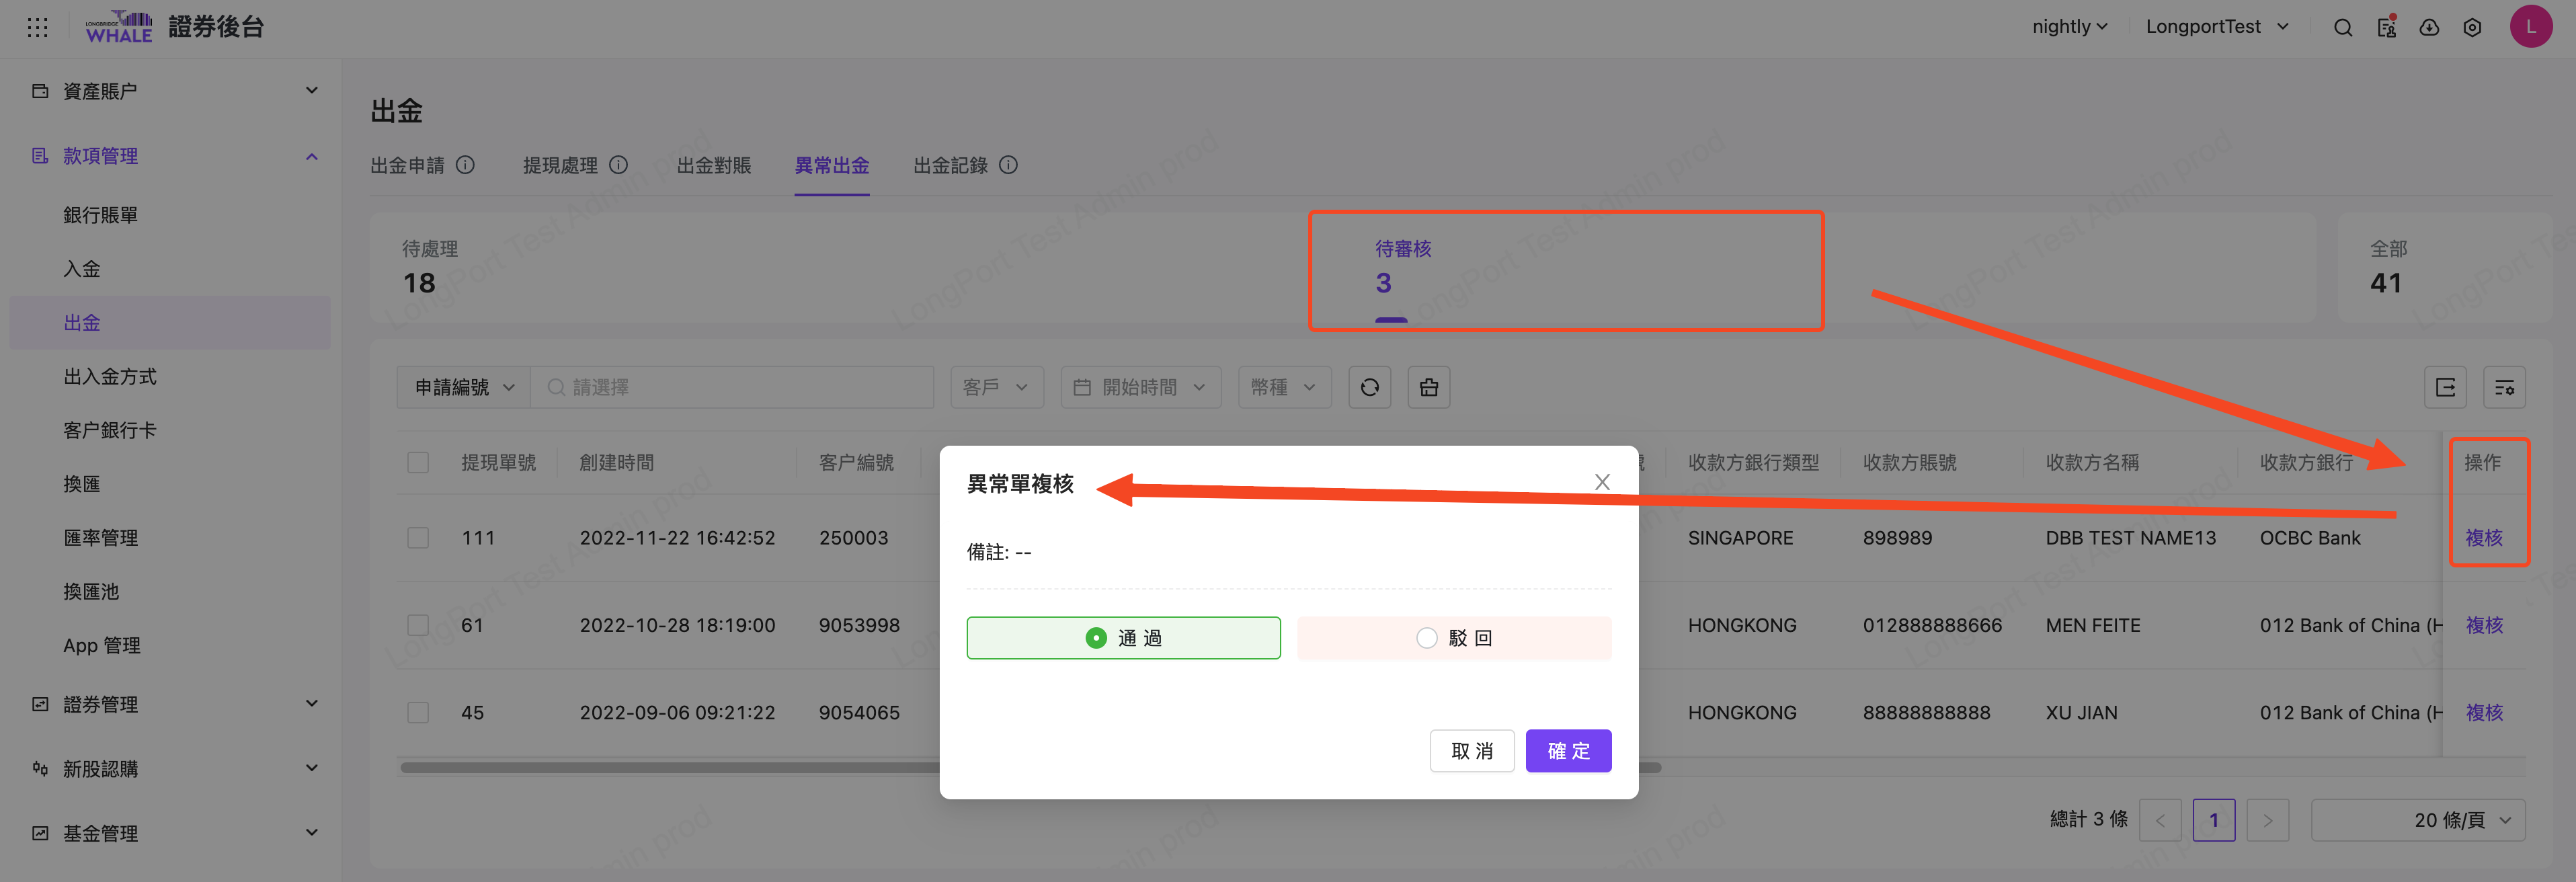 LONGBRIDGE
WHALE 證券後台 nightly LongportTest L
資產賬户
款項管理
銀行賬單
入金
出金
出入金方式
客户銀行卡
換匯
匯率管理
換匯池
App 管理
證券管理
新股認購
基金管理
出金
出金申請 提現處理 出金對賬 異常出金 出金記錄
待處理 待審核 全部
18 3 41
申請編號 請選擇 客戶 開始時間 幣種
提現單號 創建時間 客户編號 收款方銀行類型 收款方賬號 收款方名稱 收款方銀行 操作
111 2022-11-22 16:42:52 250003 SINGAPORE 898989 DBB TEST NAME13 OCBC Bank 複核
61 2022-10-28 18:19:00 9053998 HONGKONG 012888888666 MEN FEITE 012 Bank of China (H 複核
45 2022-09-06 09:21:22 9054065 HONGKONG 88888888888 XU JIAN 012 Bank of China (H 複核
異常單複核
備註: --
通過 駁回
取消 確定
總計 3 條 1 20 條/頁
LongPort Test Admin prod